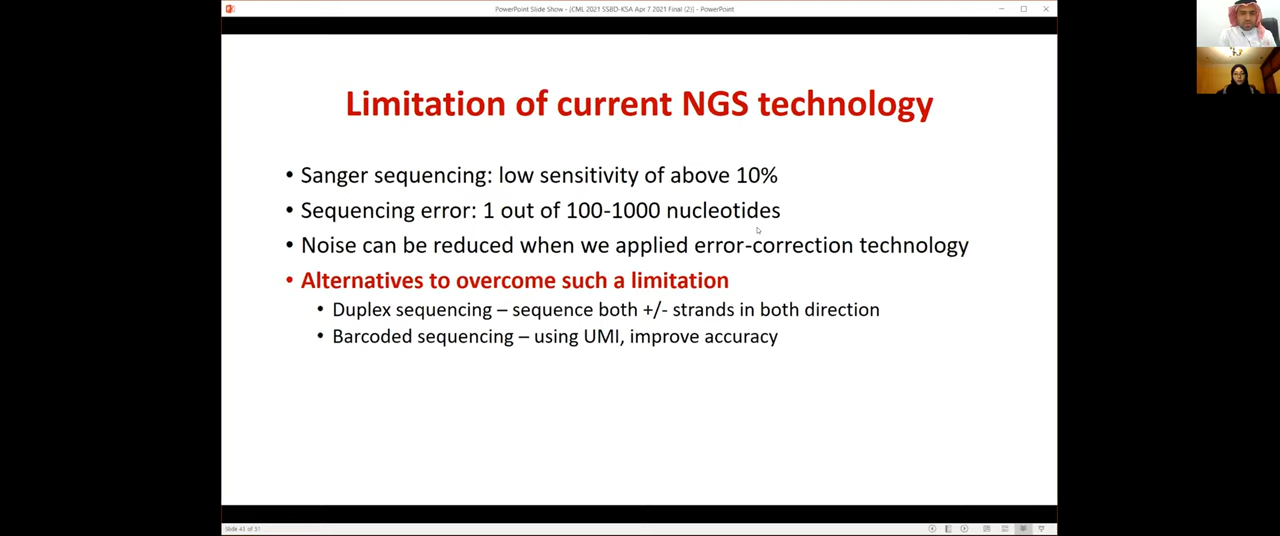 PowerPoint Slide Show - [CML 2021 SSBD-KSA Apr 7 2021 Final (2)] - PowerPoint
Limitation of current NGS technology
• Sanger sequencing: low sensitivity of above 10%
• Sequencing error: 1 out of 100-1000 nucleotides
• Noise can be reduced when we applied error-correction technology
• Alternatives to overcome such a limitation
• Duplex sequencing – sequence both +/- strands in both direction
• Barcoded sequencing – using UMI, improve accuracy
Slide 43 of 51